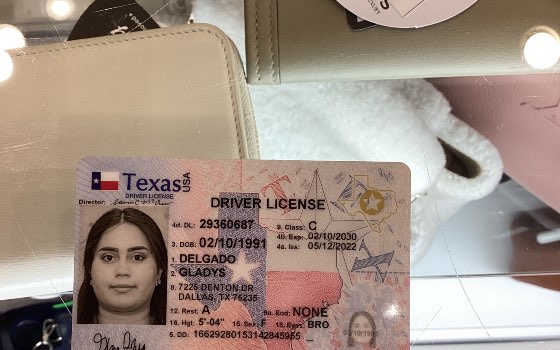 Texas USA
DRIVER LICENSE
Director:
DRIVER LICENSE
4d. DL: 29360687
9. Class: C
4b. Exp: 02/10/2030
3. DOB: 02/10/1991
4a. Iss: 05/12/2022
1. DELGADO
2. GLADYS
8. 7225 DENTON DR
DALLAS, TX 75235
12. Rest: A
9a. End: NONE
16. Hgt: 5'-04"
15. Sex: F
18. Eyes: BRO
5. DD: 16629280153142845955